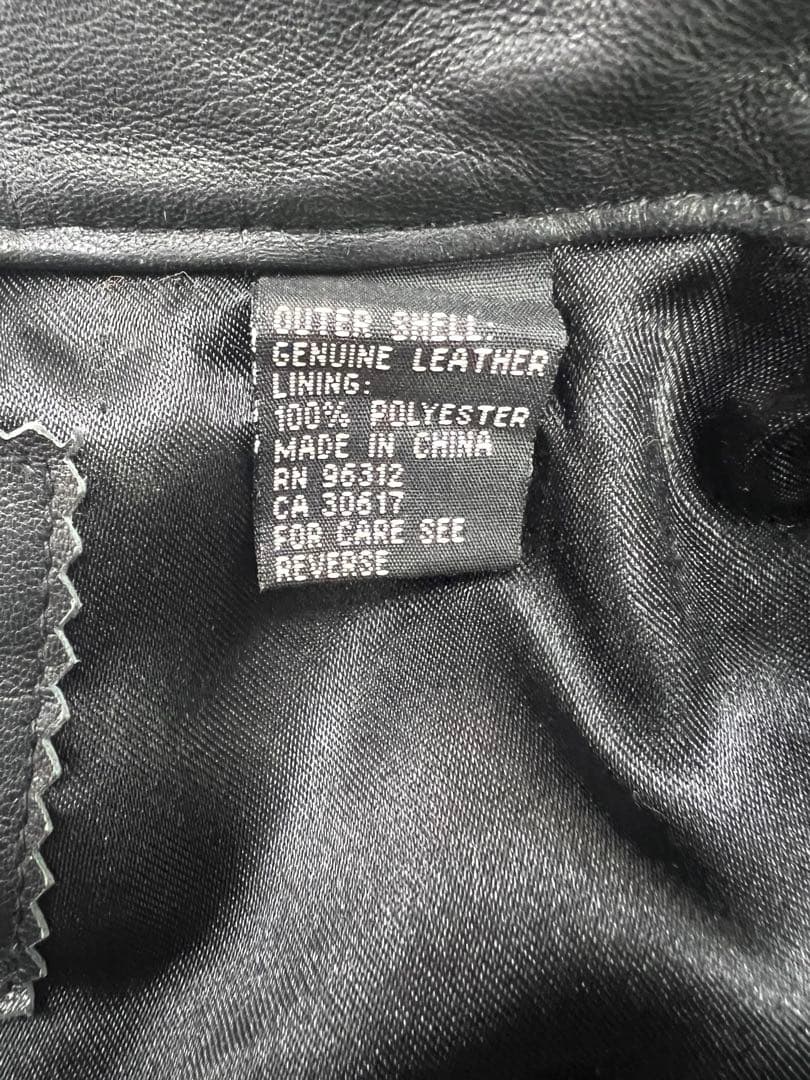 OUTER SHELL:
GENUINE LEATHER
LINING:
100% POLYESTER
MADE IN CHINA
RN 96312
CA 30617
FOR CARE SEE
REVERSE